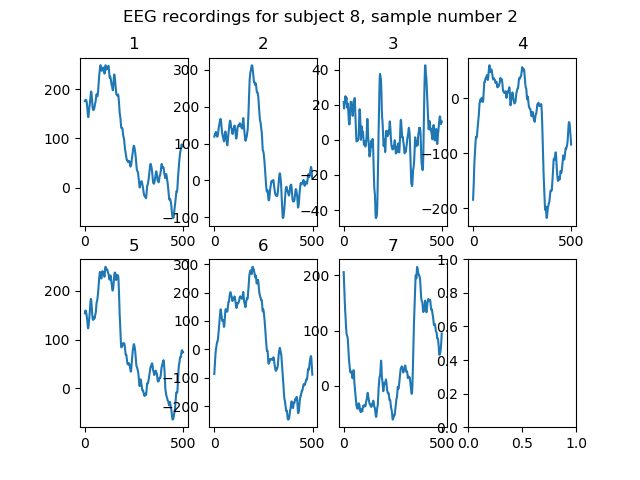 EEG recordings for subject 8, sample number 2
1 2 3 4
200 100 0
300 200 100 0 −100
40 20 0 −20 −40
0 −100 −200
0 500 0 500 0 500 0 500
5 6 7
200 100 0 −100
300 200 100 0 −100 −200
200 100 0
1.0 0.8 0.6 0.4 0.2 0.0
0 500 0 500 0 500 0.0 0.5 1.0